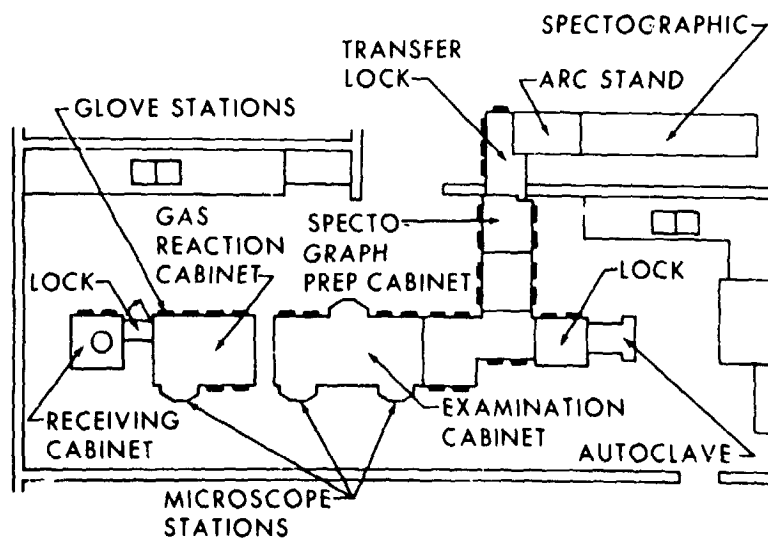 SPECTOGRAPHIC
TRANSFER
LOCK
ARC STAND
GLOVE STATIONS
GAS
REACTION
CABINET
SPECTO
GRAPH
PREP CABINET
LOCK
LOCK
RECEIVING
CABINET
EXAMINATION
CABINET
AUTOCLAVE
MICROSCOPE
STATIONS